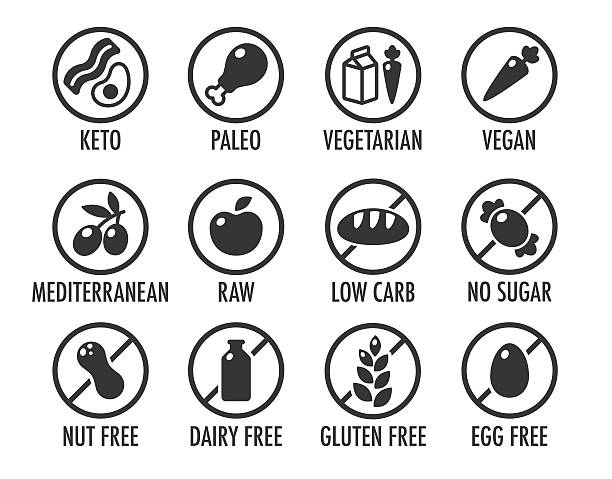 KETO
PALEO
VEGETARIAN
VEGAN
MEDITERRANEAN
RAW
LOW CARB
NO SUGAR
NUT FREE
DAIRY FREE
GLUTEN FREE
EGG FREE